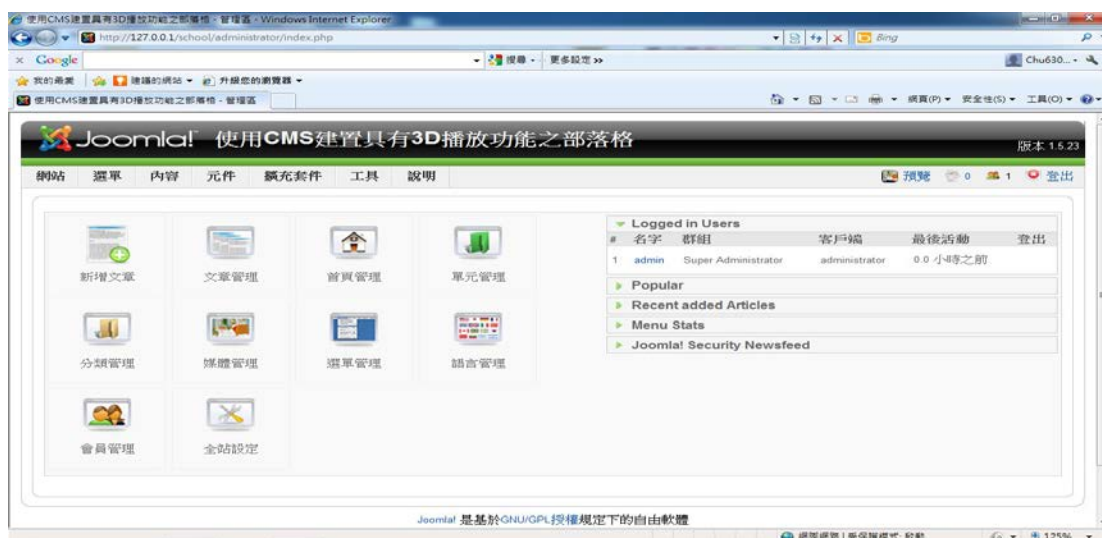 使用CMS建置具有3D播放功能之部落格 - 管理區 - Windows Internet Explorer
http://127.0.0.1/school/administrator/index.php
Bing
Google
搜尋
更多設定 »
Chu630...
我的最愛 建議的網站 升級您的瀏覽器
使用CMS建置具有3D播放功能之部落格 - 管理區
網頁(P) 安全性(S) 工具(O)
Joomla! 使用CMS建置具有3D播放功能之部落格
版本 1.5.23
網站 選單 內容 元件 擴充套件 工具 說明
預覽 0 1 登出
新增文章 文章管理 首頁管理 單元管理
分類管理 媒體管理 選單管理 語言管理
會員管理 全站設定
Logged in Users
# 名字 群組 客戶端 最後活動 登出
1 admin Super Administrator administrator 0.0 小時之前
Popular
Recent added Articles
Menu Stats
Joomla! Security Newsfeed
Joomla! 是基於GNU/GPL授權規定下的自由軟體
125%